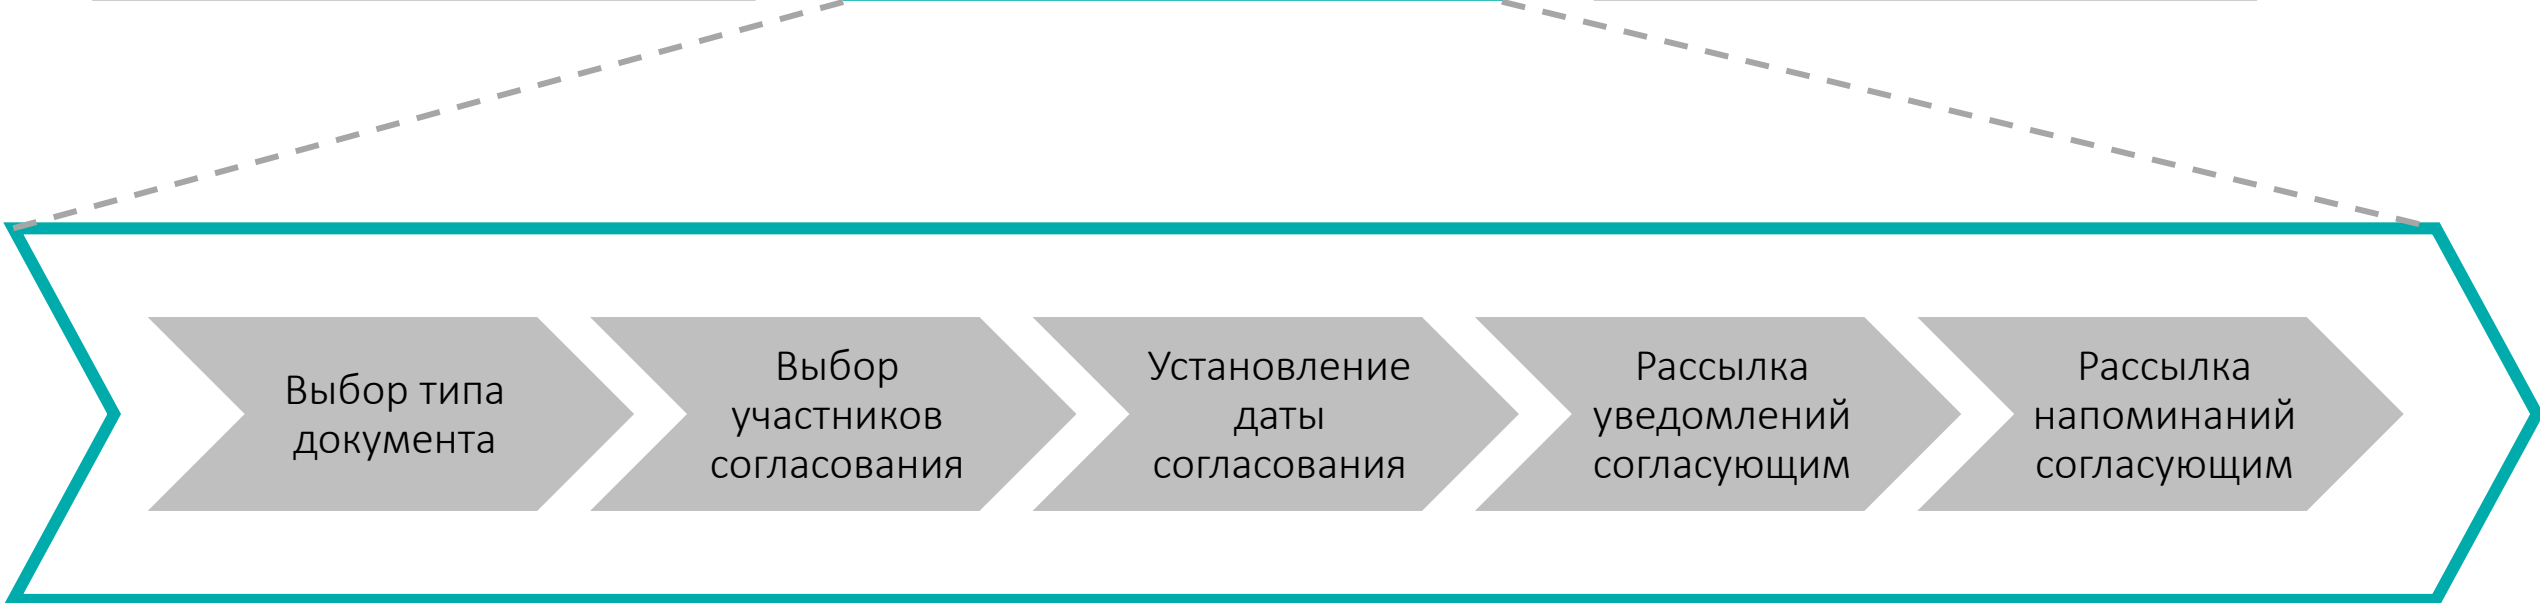 Выбор типа
документа
Выбор
участников
согласования
Установление
даты
согласования
Рассылка
уведомлений
согласующим
Рассылка
напоминаний
согласующим